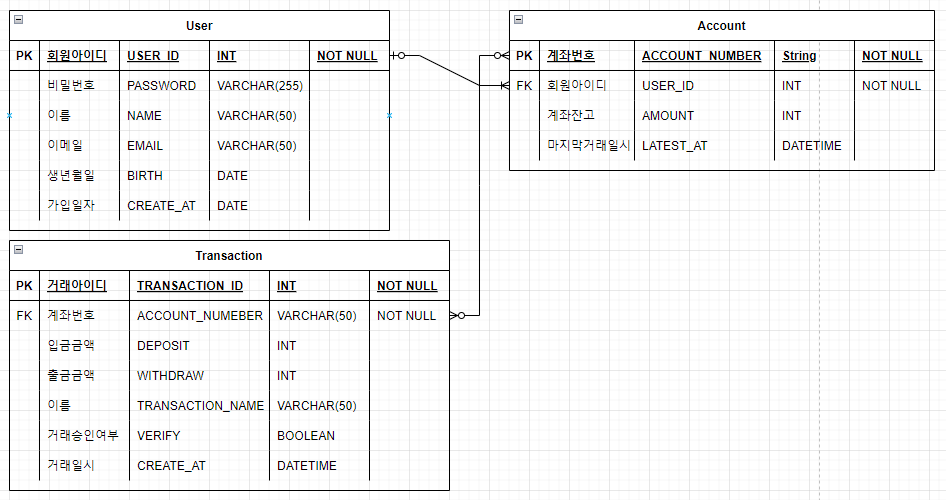 User
PK 회원아이디 USER_ID INT NOT NULL
비밀번호 PASSWORD VARCHAR(255)
이름 NAME VARCHAR(50)
이메일 EMAIL VARCHAR(50)
생년월일 BIRTH DATE
가입일자 CREATE_AT DATE
Account
PK 계좌번호 ACCOUNT_NUMBER String NOT NULL
FK 회원아이디 USER_ID INT NOT NULL
계좌잔고 AMOUNT INT
마지막거래일시 LATEST_AT DATETIME
Transaction
PK 거래아이디 TRANSACTION_ID INT NOT NULL
FK 계좌번호 ACCOUNT_NUMEBER VARCHAR(50) NOT NULL
입금금액 DEPOSIT INT
출금금액 WITHDRAW INT
이름 TRANSACTION_NAME VARCHAR(50)
거래승인여부 VERIFY BOOLEAN
거래일시 CREATE_AT DATETIME